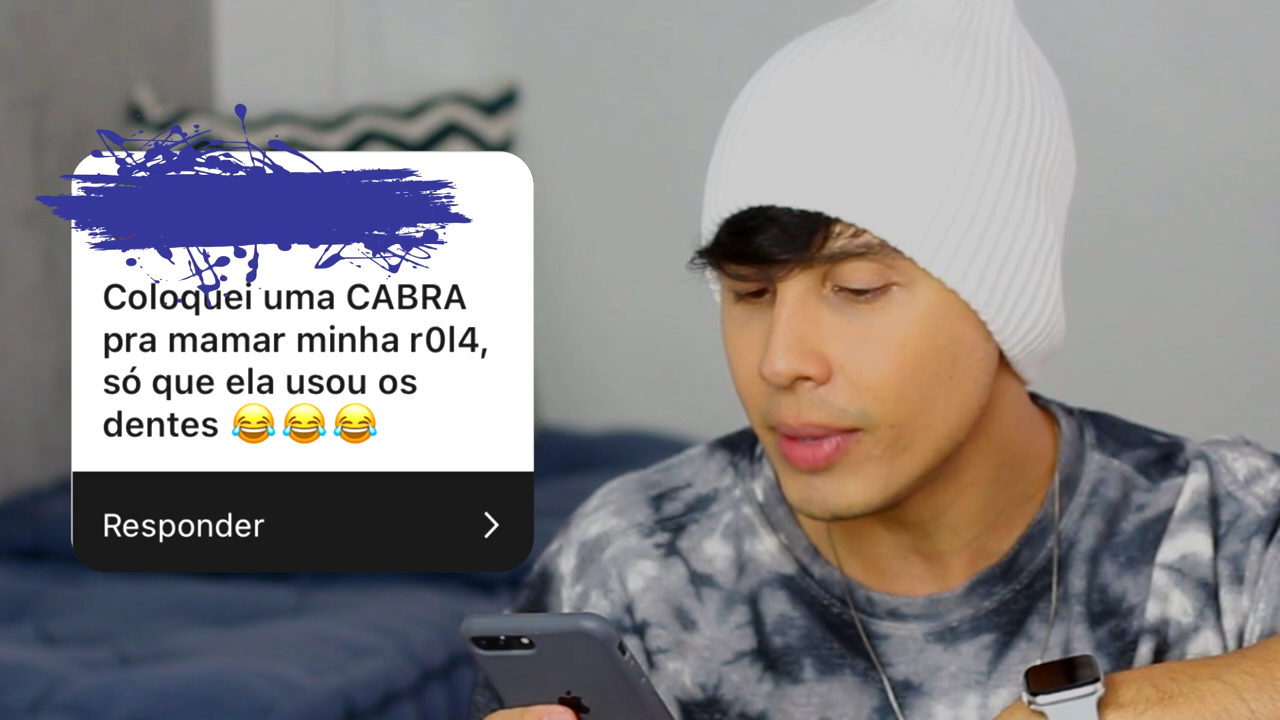 Coloquei uma CABRA
pra mamar minha r0l4,
só que ela usou os
dentes 😂😂😂
Responder